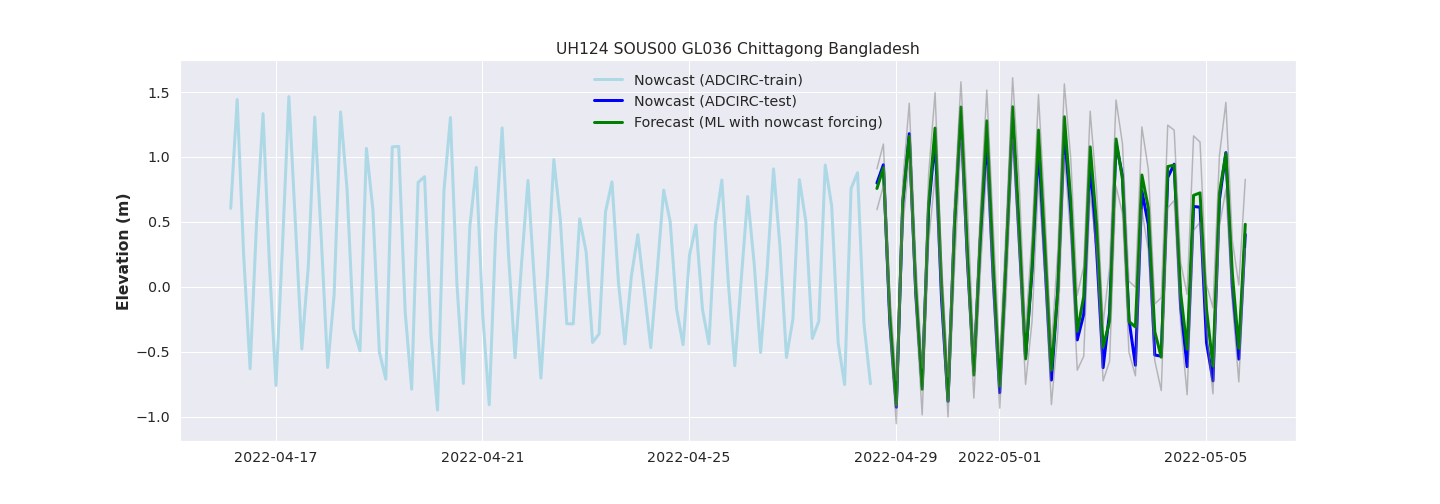 UH124 SOUS00 GL036 Chittagong Bangladesh
Nowcast (ADCIRC-train)
Nowcast (ADCIRC-test)
Forecast (ML with nowcast forcing)
Elevation (m)
1.5
1.0
0.5
0.0
−0.5
−1.0
2022-04-17 2022-04-21 2022-04-25 2022-04-29 2022-05-01 2022-05-05